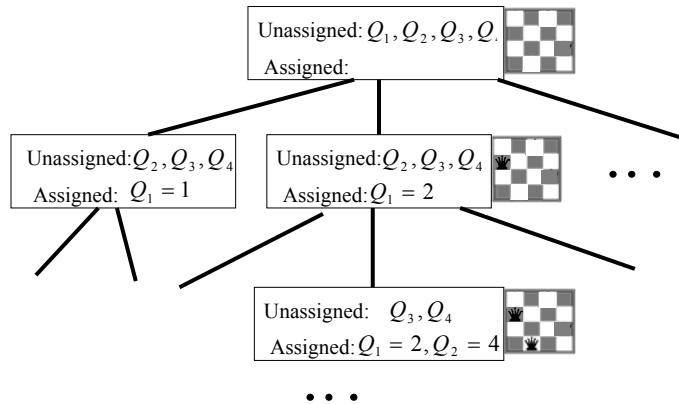 Unassigned: Q₁, Q₂, Q₃, Q
Assigned:
Unassigned: Q₂, Q₃, Q₄
Assigned: Q₁ = 1
Unassigned: Q₂, Q₃, Q₄
Assigned: Q₁ = 2
• • •
Unassigned: Q₃, Q₄
Assigned: Q₁ = 2, Q₂ = 4
• • •